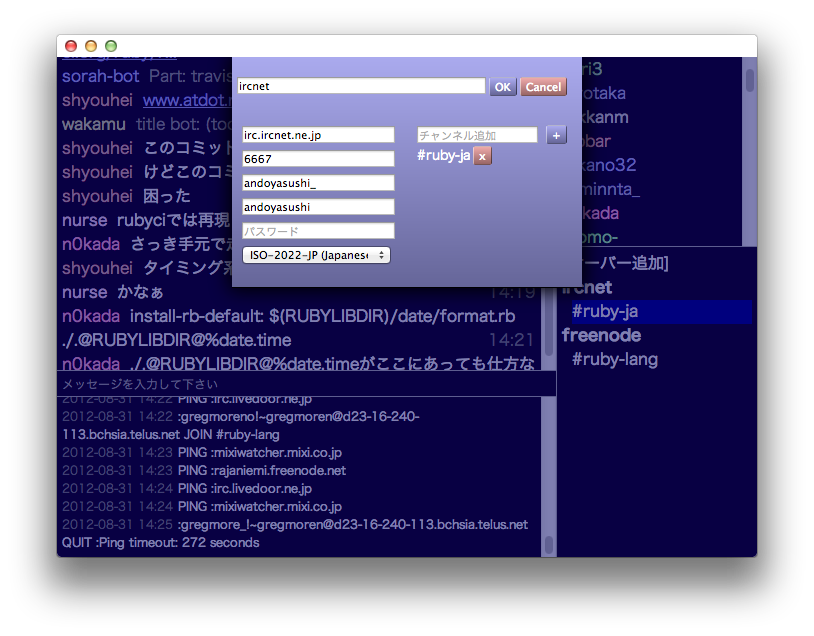 ircnet
OK
Cancel
irc.ircnet.ne.jp
6667
andoyasushi_
andoyasushi
パスワード
ISO-2022-JP (Japanese
チャンネル追加
+
#ruby-ja
x
sorah-bot Part: travis
shyouhei www.atdot.
wakamu title bot: (too
shyouhei このコミット
shyouhei けどこのコミ
shyouhei 困った
nurse rubyciでは再現
n0kada さっき手元で
shyouhei タイミング系
nurse かなぁ 14:19
n0kada install-rb-default: $(RUBYLIBDIR)/date/format.rb
./.@RUBYLIBDIR@%date.time 14:21
n0kada ./.@RUBYLIBDIR@%date.timeがここにあっても仕方な
メッセージを入力して下さい
2012-08-31 14:22 PING :irc.livedoor.ne.jp
2012-08-31 14:22 :gregmoreno!~gregmoren@d23-16-240-
113.bchsia.telus.net JOIN #ruby-lang
2012-08-31 14:23 PING :mixiwatcher.mixi.co.jp
2012-08-31 14:23 PING :rajaniemi.freenode.net
2012-08-31 14:24 PING :irc.livedoor.ne.jp
2012-08-31 14:24 PING :mixiwatcher.mixi.co.jp
2012-08-31 14:25 :gregmore_!~gregmoren@d23-16-240-113.bchsia.telus.net
QUIT :Ping timeout: 272 seconds
ri3
otaka
kkanm
bar
kano32
minnta_
kada
omo-
ーバー追加]
ircnet
#ruby-ja
freenode
#ruby-lang